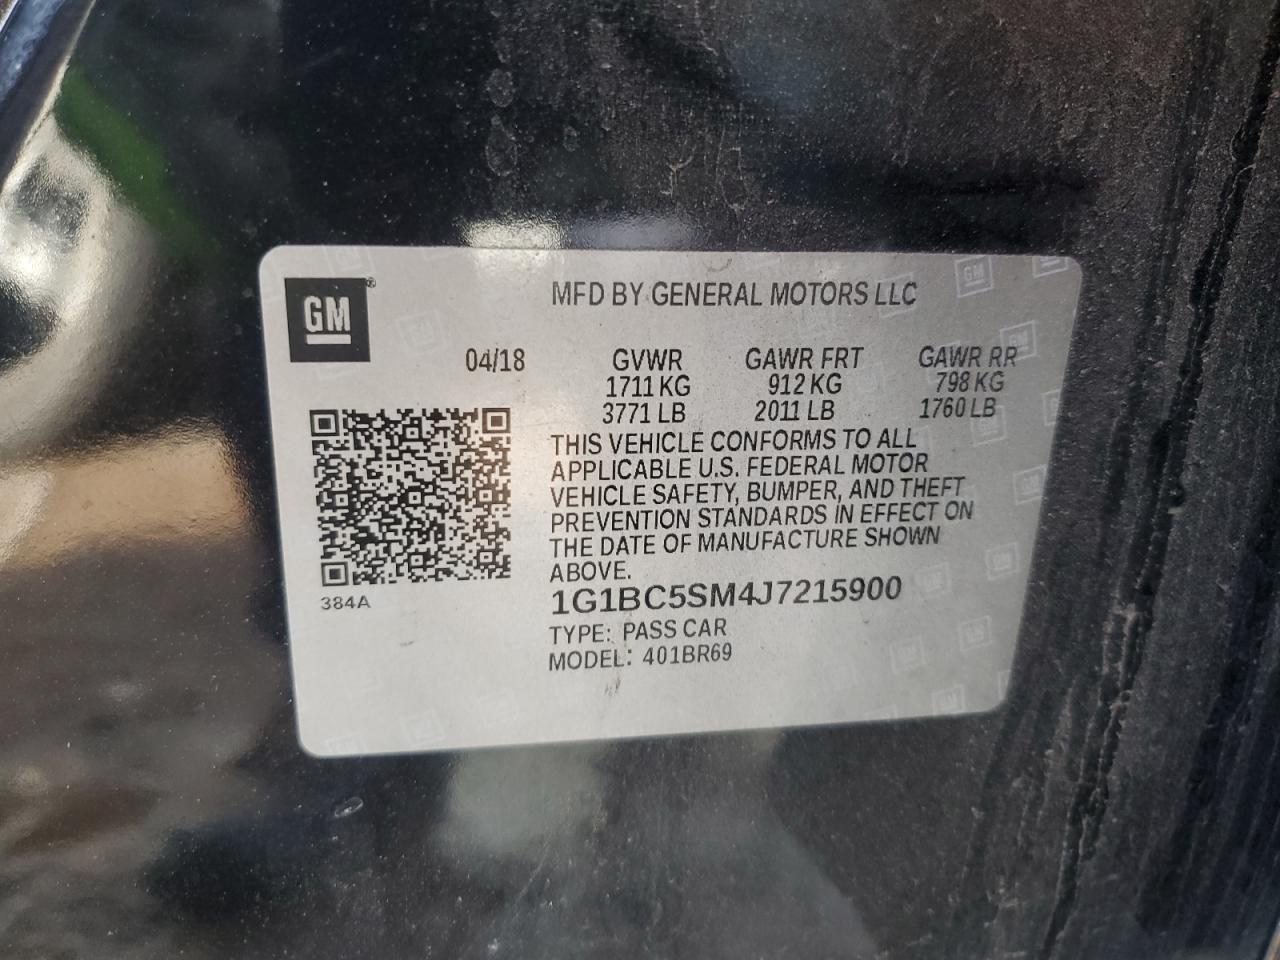 GM®
MFD BY GENERAL MOTORS LLC
04/18 GVWR GAWR FRT GAWR RR
1711 KG 912 KG 798 KG
3771 LB 2011 LB 1760 LB
THIS VEHICLE CONFORMS TO ALL
APPLICABLE U.S. FEDERAL MOTOR
VEHICLE SAFETY, BUMPER, AND THEFT
PREVENTION STANDARDS IN EFFECT ON
THE DATE OF MANUFACTURE SHOWN
ABOVE.
384A
1G1BC5SM4J7215900
TYPE: PASS CAR
MODEL: 401BR69